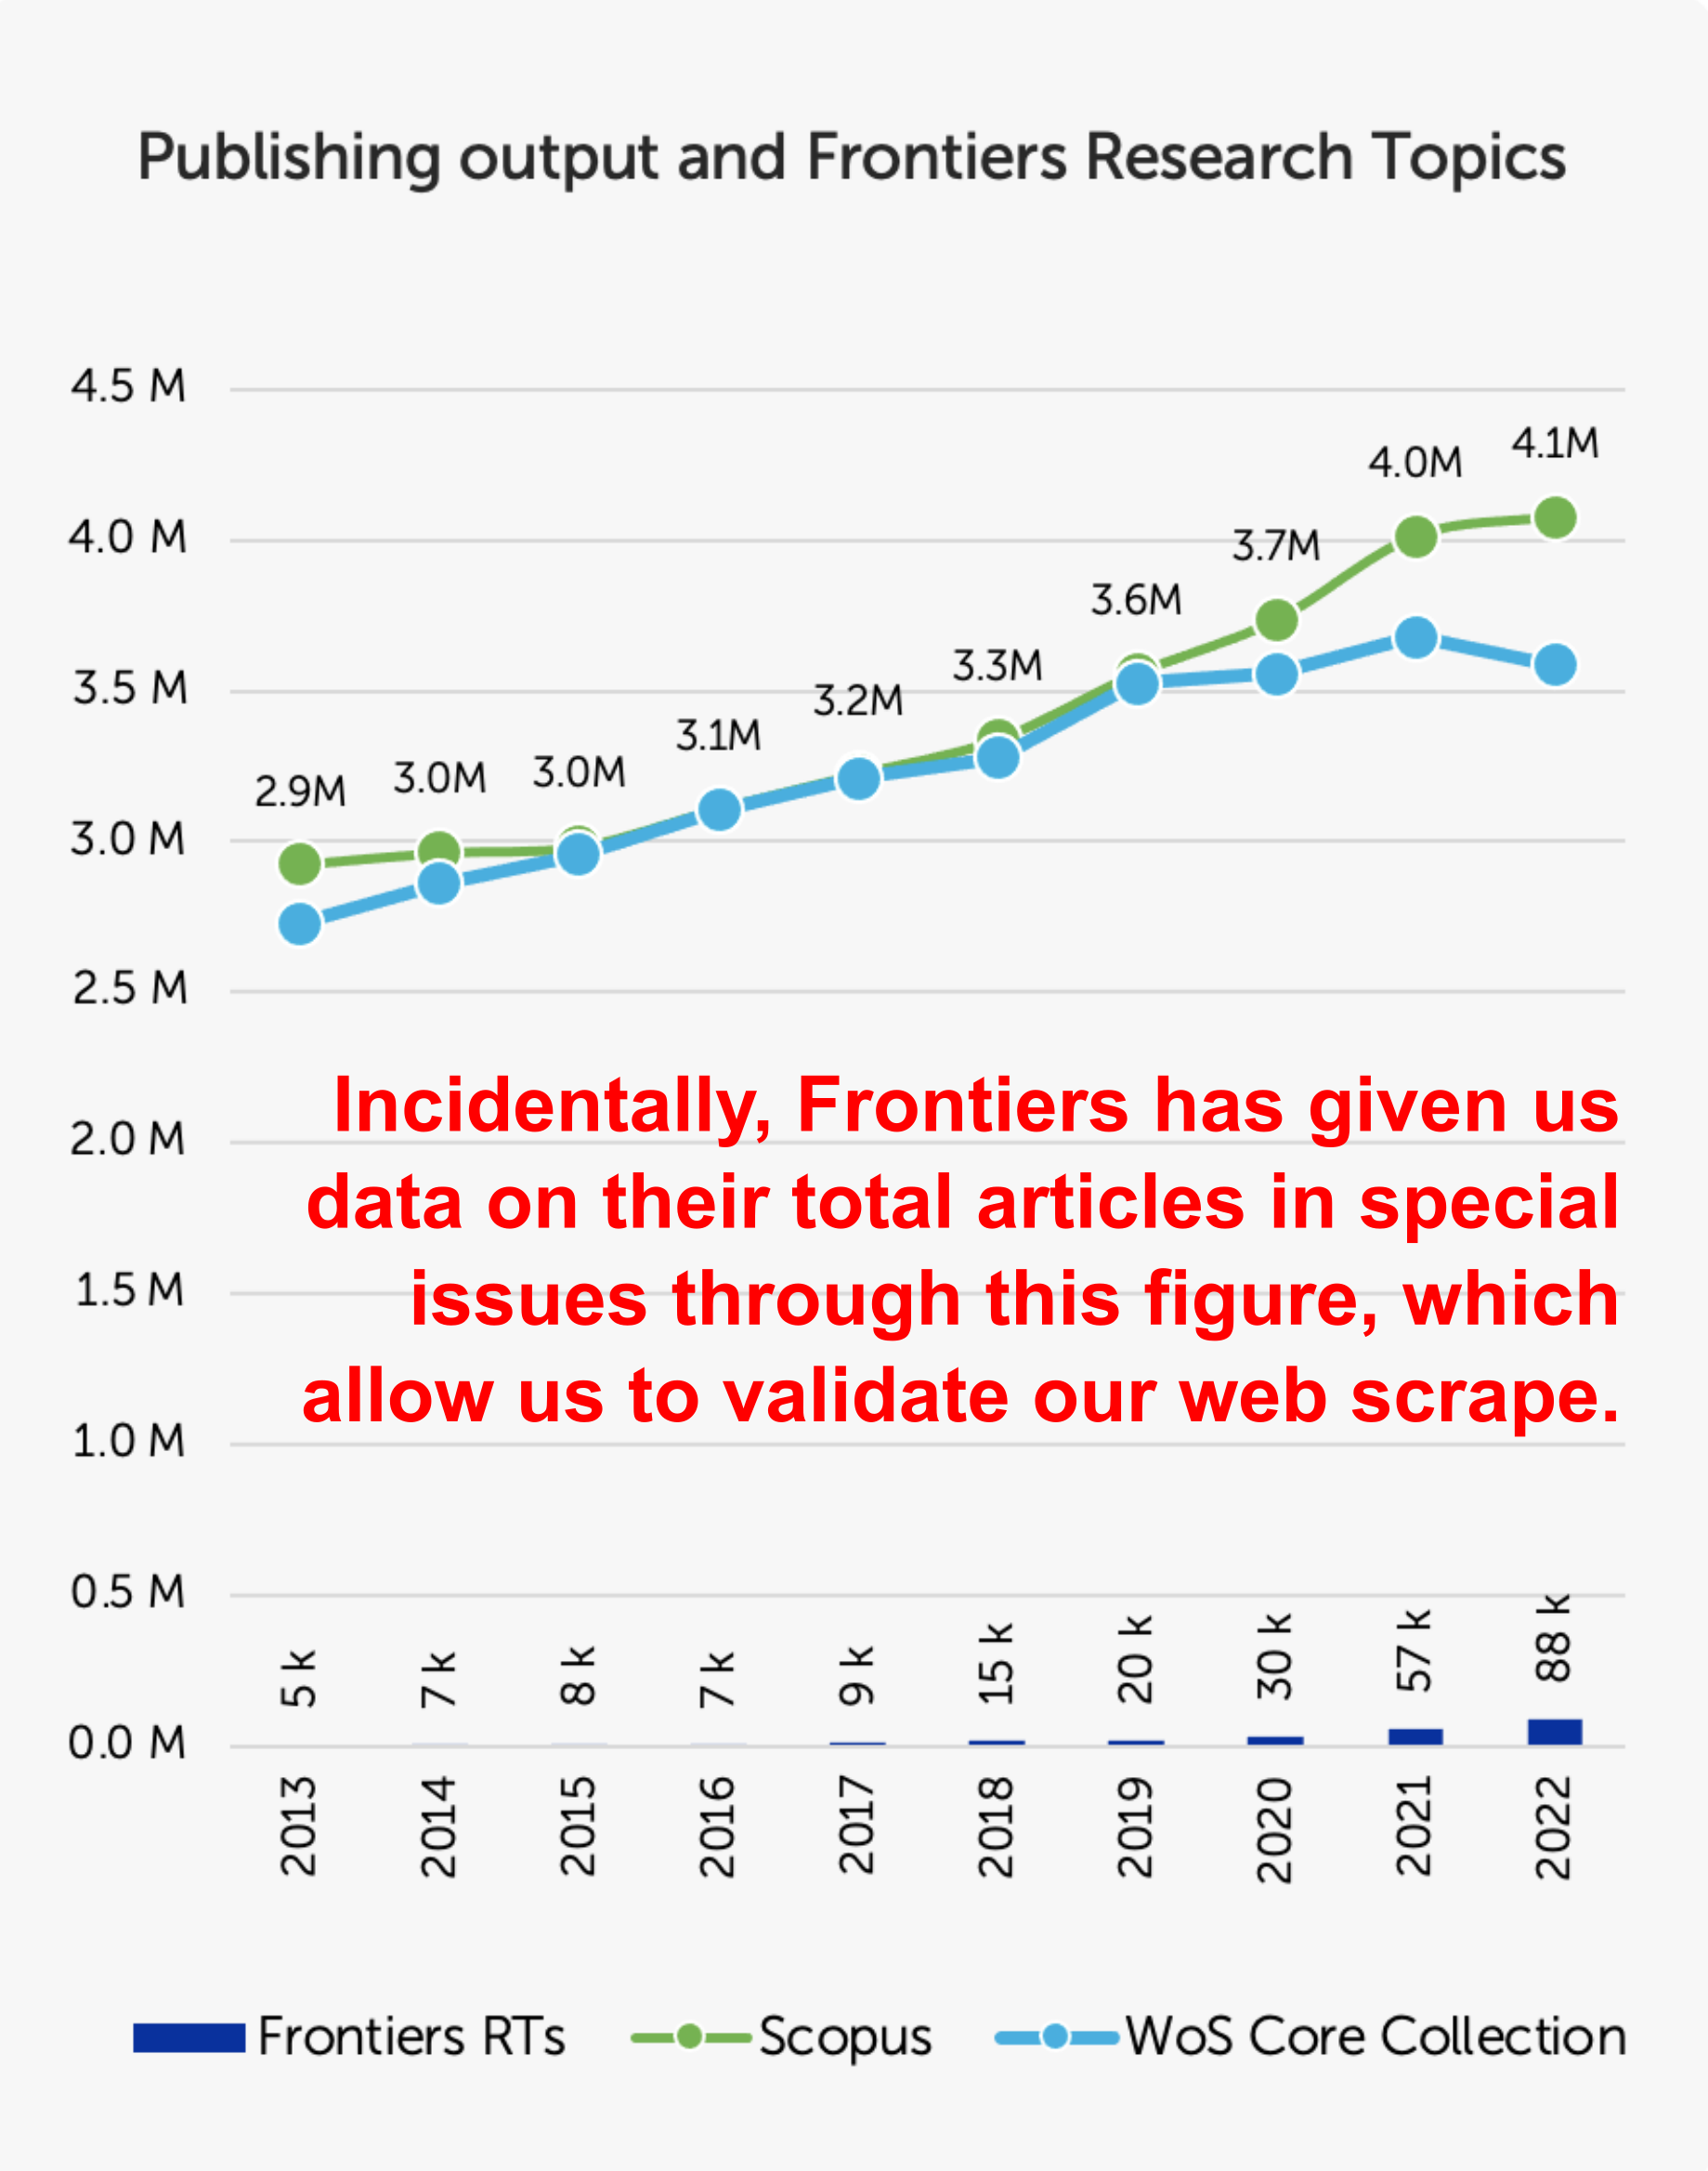 Publishing output and Frontiers Research Topics
4.5 M
4.0 M
3.5 M
3.0 M
2.5 M
2.0 M
1.5 M
1.0 M
0.5 M
0.0 M
2.9M
3.0M
3.0M
3.1M
3.2M
3.3M
3.6M
3.7M
4.0M
4.1M
Incidentally, Frontiers has given us
data on their total articles in special
issues through this figure, which
allow us to validate our web scrape.
5 k
7 k
8 k
7 k
9 k
15 k
20 k
30 k
57 k
88 k
2013
2014
2015
2016
2017
2018
2019
2020
2021
2022
Frontiers RTs
Scopus
WoS Core Collection